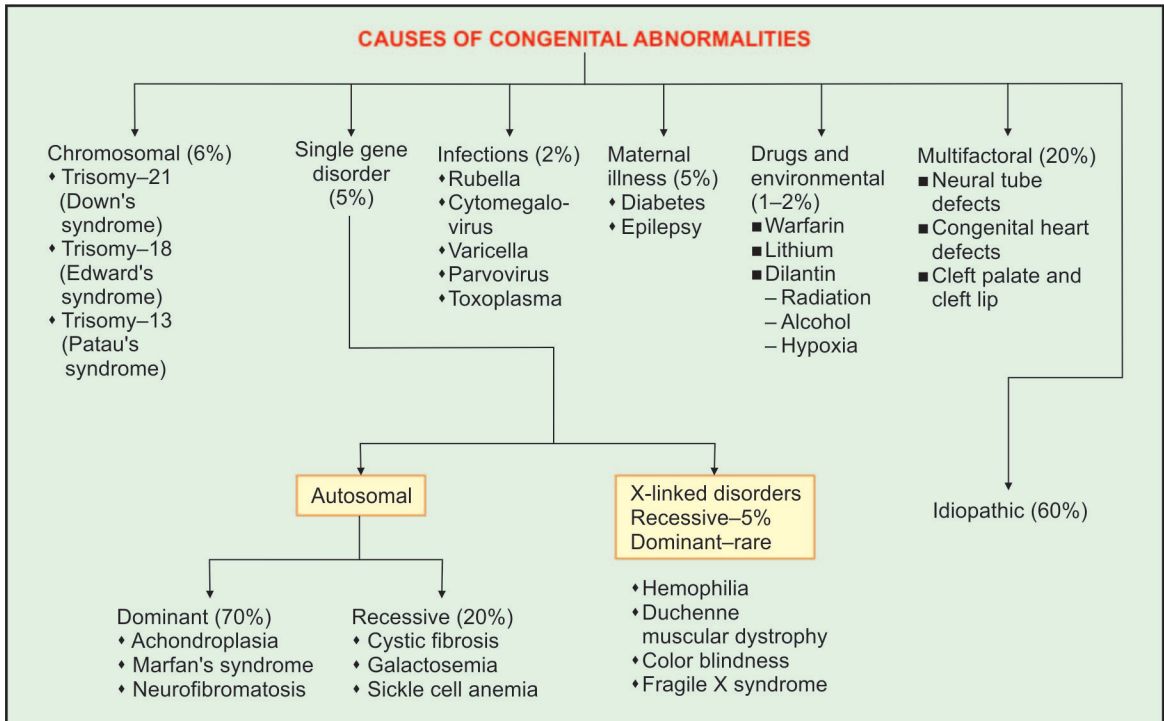 CAUSES OF CONGENITAL ABNORMALITIES
Chromosomal (6%)
♦ Trisomy–21
(Down's
syndrome)
♦ Trisomy–18
(Edward's
syndrome)
♦ Trisomy–13
(Patau's
syndrome)
Single gene
disorder
(5%)
Infections (2%)
♦ Rubella
♦ Cytomegalo-
virus
♦ Varicella
♦ Parvovirus
♦ Toxoplasma
Maternal
illness (5%)
♦ Diabetes
♦ Epilepsy
Drugs and
environmental
(1–2%)
■ Warfarin
■ Lithium
■ Dilantin
– Radiation
– Alcohol
– Hypoxia
Multifactoral (20%)
■ Neural tube
defects
■ Congenital heart
defects
■ Cleft palate and
cleft lip
Idiopathic (60%)
Autosomal
X-linked disorders
Recessive–5%
Dominant–rare
Dominant (70%)
♦ Achondroplasia
♦ Marfan's syndrome
♦ Neurofibromatosis
Recessive (20%)
♦ Cystic fibrosis
♦ Galactosemia
♦ Sickle cell anemia
♦ Hemophilia
♦ Duchenne
muscular dystrophy
♦ Color blindness
♦ Fragile X syndrome